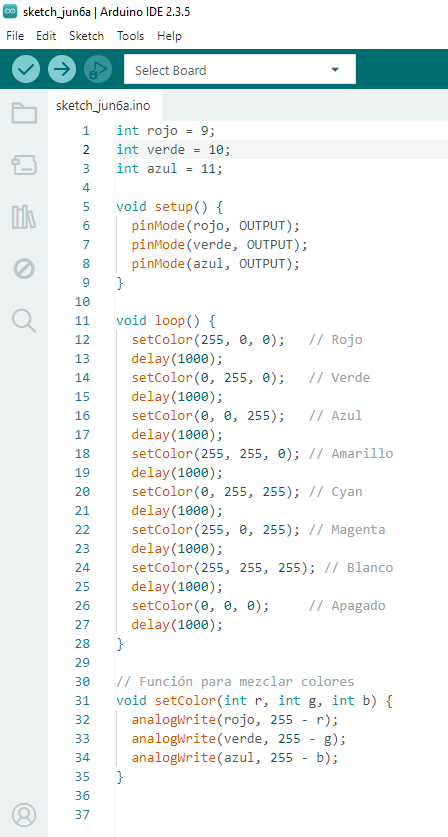 sketch_jun6a | Arduino IDE 2.3.5
File Edit Sketch Tools Help
Select Board
sketch_jun6a.ino
1 int rojo = 9;
2 int verde = 10;
3 int azul = 11;
4
5 void setup() {
6   pinMode(rojo, OUTPUT);
7   pinMode(verde, OUTPUT);
8   pinMode(azul, OUTPUT);
9 }
10
11 void loop() {
12   setColor(255, 0, 0);   // Rojo
13   delay(1000);
14   setColor(0, 255, 0);   // Verde
15   delay(1000);
16   setColor(0, 0, 255);   // Azul
17   delay(1000);
18   setColor(255, 255, 0); // Amarillo
19   delay(1000);
20   setColor(0, 255, 255); // Cyan
21   delay(1000);
22   setColor(255, 0, 255); // Magenta
23   delay(1000);
24   setColor(255, 255, 255); // Blanco
25   delay(1000);
26   setColor(0, 0, 0);     // Apagado
27   delay(1000);
28 }
29
30 // Función para mezclar colores
31 void setColor(int r, int g, int b) {
32   analogWrite(rojo, 255 - r);
33   analogWrite(verde, 255 - g);
34   analogWrite(azul, 255 - b);
35 }
36
37